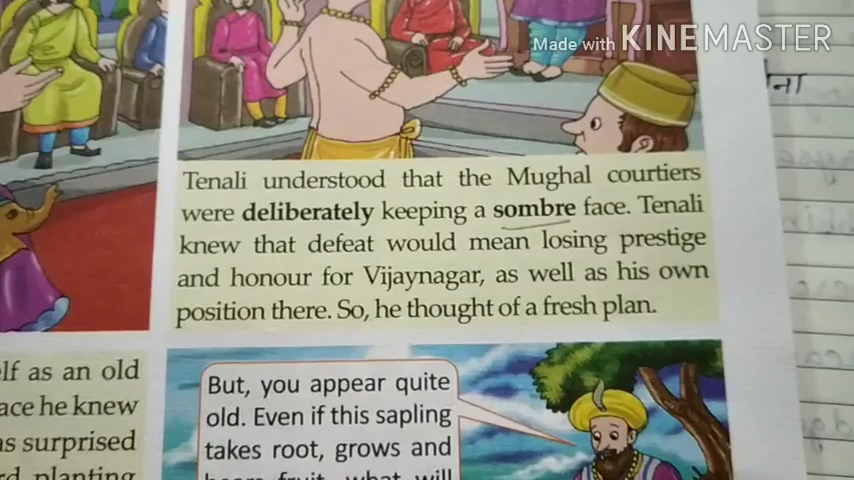 Made with KINEMASTER
Tenali understood that the Mughal courtiers
were deliberately keeping a sombre face. Tenali
knew that defeat would mean losing prestige
and honour for Vijaynagar, as well as his own
position there. So, he thought of a fresh plan.
as an old
he knew
surprised
planting
But, you appear quite
old. Even if this sapling
takes root, grows and
fruit, what will